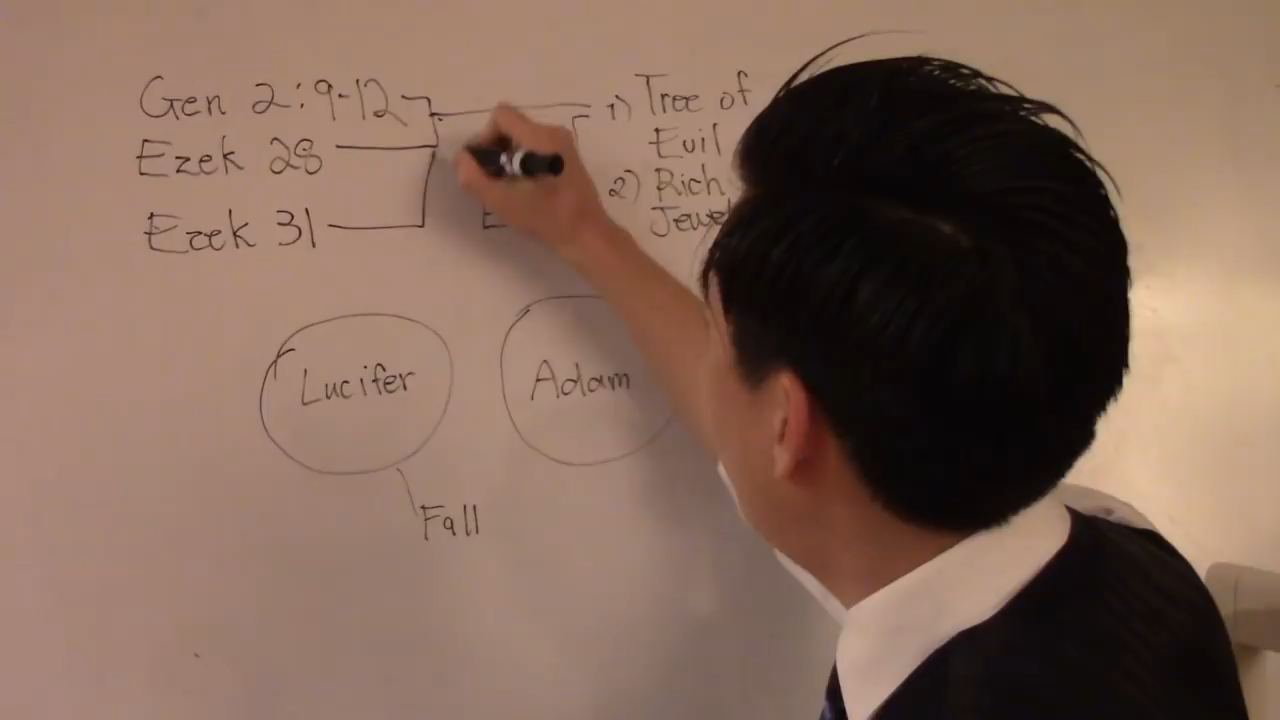 Gen 2:9-12
Ezek 28
Ezek 31
1) Tree of
Evil
2) Rich
E
Lucifer
Adam
Fall